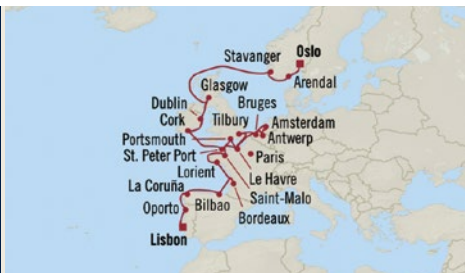 Oslo
Stavanger
Arendal
Glasgow
Bruges
Dublin
Tilbury
Amsterdam
Cork
Antwerp
Portsmouth
St. Peter Port
Paris
Lorient
Le Havre
La Coruña
Saint-Malo
Oporto
Bilbao
Bordeaux
Lisbon